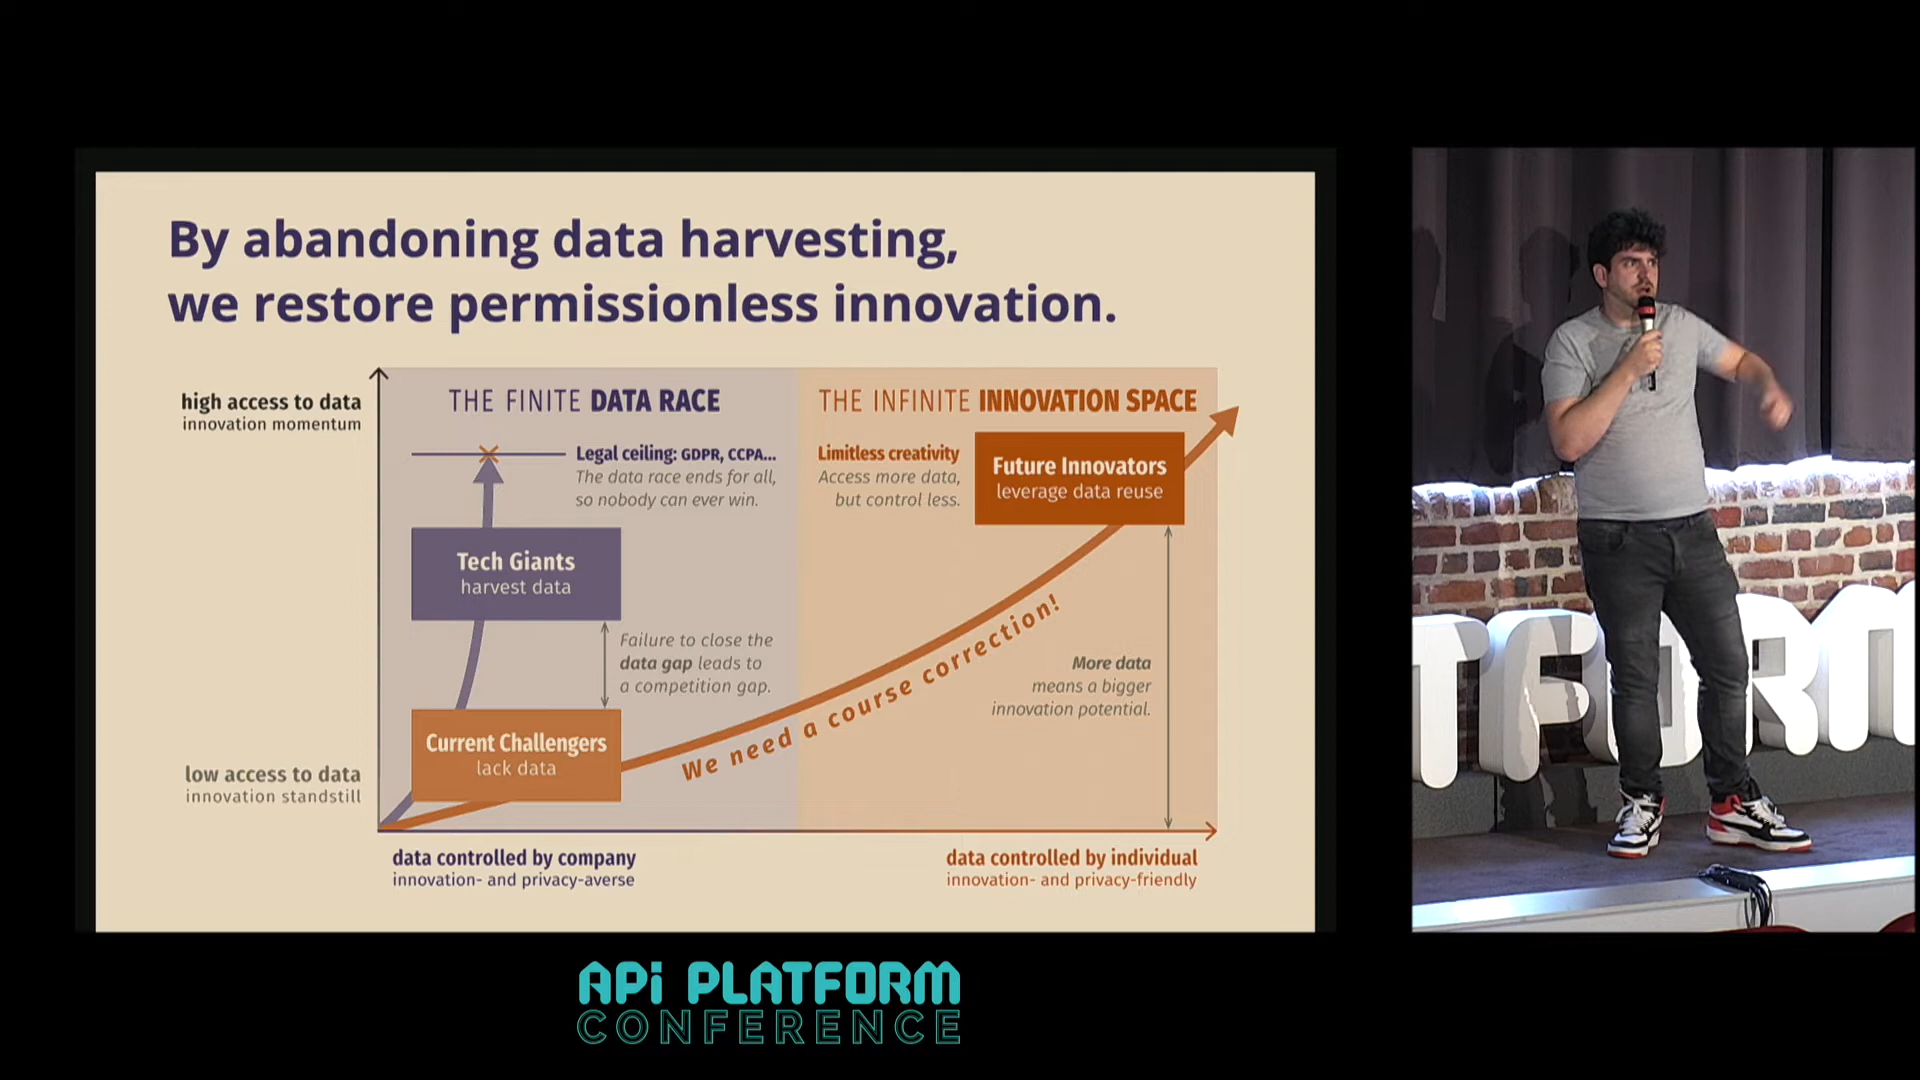 By abandoning data harvesting,
we restore permissionless innovation.
high access to data
innovation momentum
THE FINITE DATA RACE
Legal ceiling: GDPR, CCPA...
The data race ends for all,
so nobody can ever win.
Tech Giants
harvest data
Failure to close the
data gap leads to
a competition gap.
Current Challengers
lack data
low access to data
innovation standstill
THE INFINITE INNOVATION SPACE
Limitless creativity
Access more data,
but control less.
Future Innovators
leverage data reuse
We need a course correction!
More data
means a bigger
innovation potential.
data controlled by company
innovation- and privacy-averse
data controlled by individual
innovation- and privacy-friendly
TFORM
APi PLATFORM
CONFERENCE